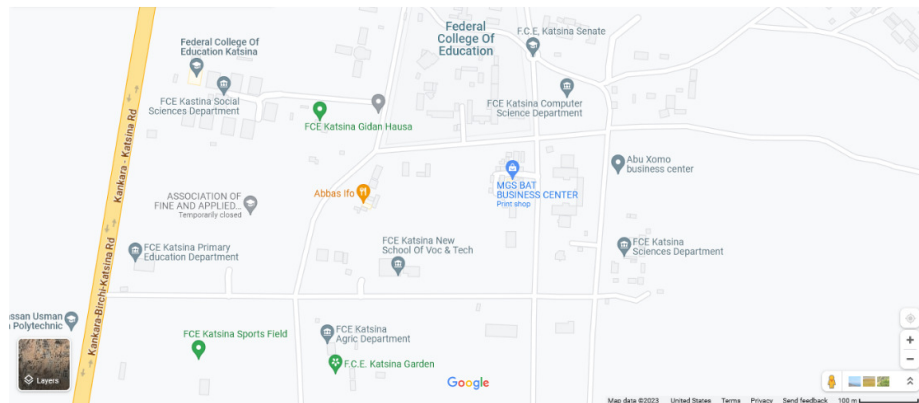 Federal College Of
Education Katsina
FCE Kastina Social
Sciences Department
FCE Katsina Gidan Hausa
Federal
College Of
Education
F.C.E. Katsina Senate
FCE Katsina Computer
Science Department
Kankara - Katsina Rd
Abbas Ifo
MGS BAT
BUSINESS CENTER
Print shop
Abu Xomo
business center
ASSOCIATION OF
FINE AND APPLIED...
Temporarily closed
FCE Katsina Primary
Education Department
FCE Katsina New
School Of Voc & Tech
FCE Katsina
Sciences Department
Kankara-Birchi-Katsina Rd
assan Usman
a Polytechnic
FCE Katsina Sports Field
FCE Katsina
Agric Department
F.C.E. Katsina Garden
Layers
Google
Map data ©2023 United States Terms Privacy Send feedback 100 m